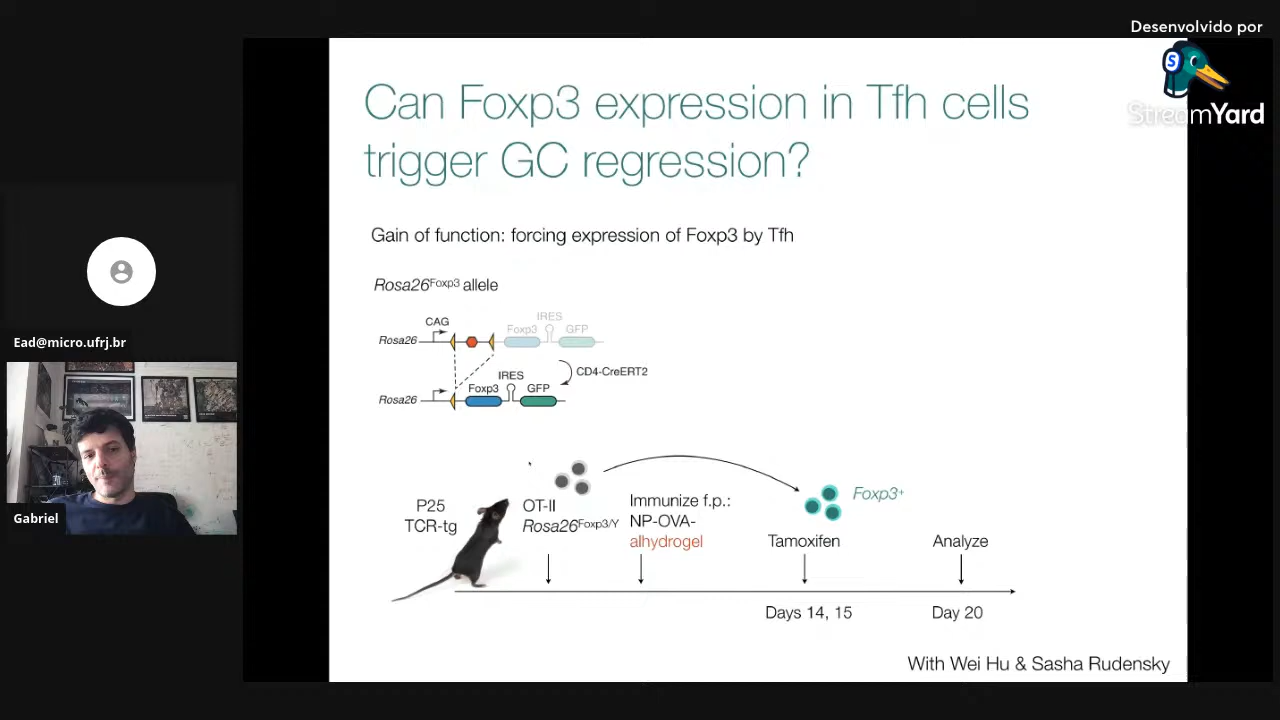 Desenvolvido por
S
StreamYard
Can Foxp3 expression in Tfh cells
trigger GC regression?
Gain of function: forcing expression of Foxp3 by Tfh
Rosa26Foxp3 allele
CAG
IRES
Rosa26
Foxp3
GFP
CD4-CreERT2
IRES
Rosa26
Foxp3
GFP
P25
TCR-tg
OT-II
Rosa26Foxp3/Y
Immunize f.p.:
NP-OVA-
alhydrogel
Foxp3+
Tamoxifen
Analyze
Days 14, 15
Day 20
With Wei Hu & Sasha Rudensky
Ead@micro.ufrj.br
Gabriel